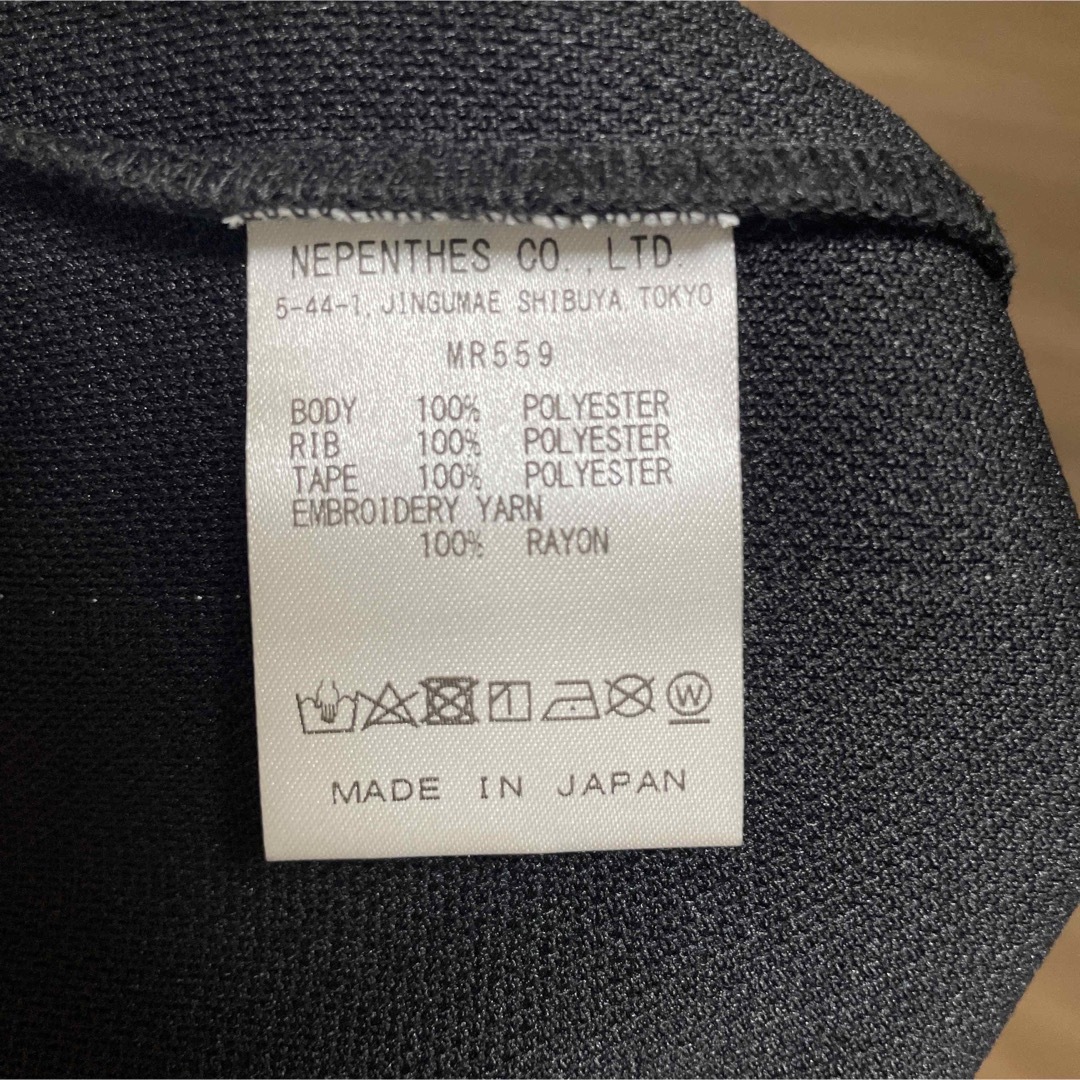 NEPENTHES CO.,LTD.
5-44-1,JINGUMAE SHIBUYA,TOKYO
MR559
BODY 100% POLYESTER
RIB 100% POLYESTER
TAPE 100% POLYESTER
EMBROIDERY YARN
100% RAYON
W
MADE IN JAPAN